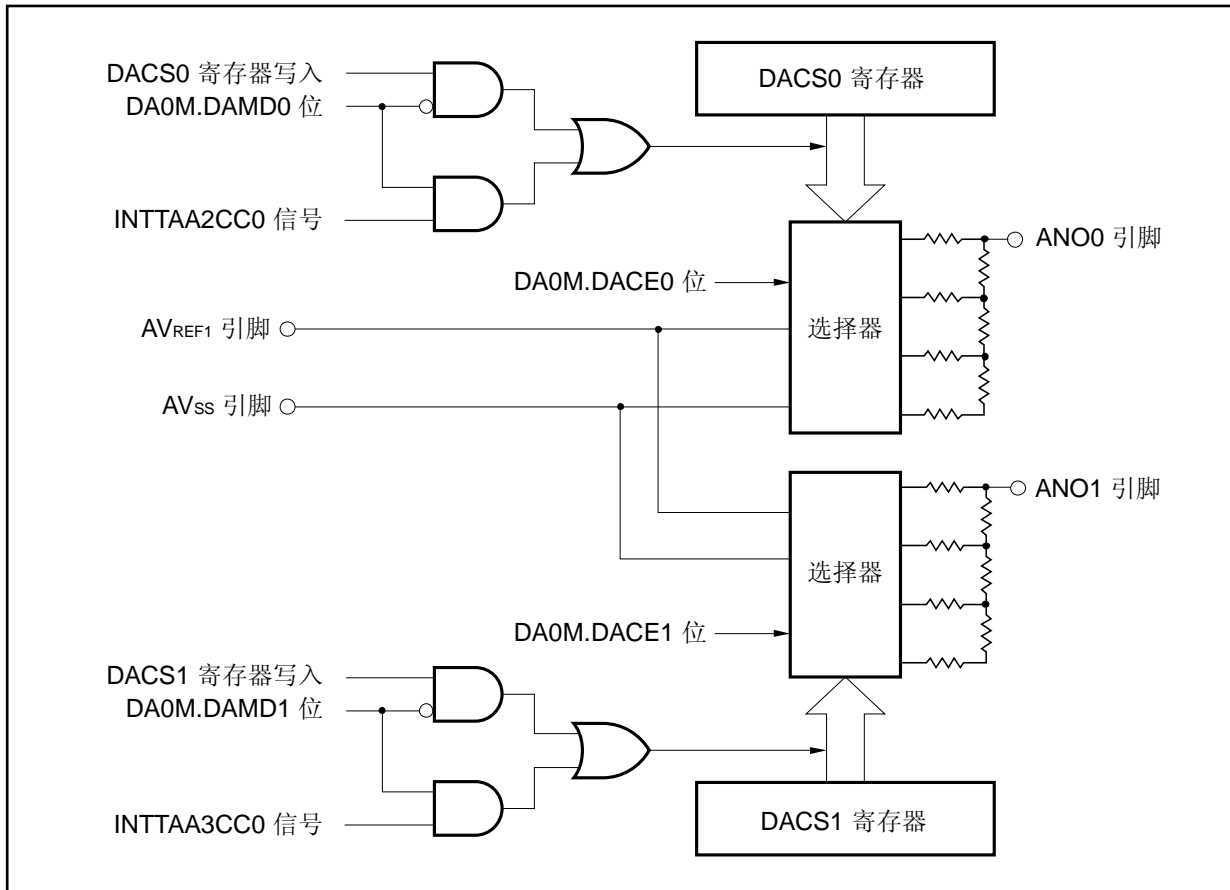 DACS0 寄存器写入
DA0M.DAMD0 位
INTTAA2CC0 信号
DACS0 寄存器
DA0M.DACE0 位
AVREF1 引脚
AVSS 引脚
选择器
ANO0 引脚
选择器
ANO1 引脚
DA0M.DACE1 位
DACS1 寄存器写入
DA0M.DAMD1 位
INTTAA3CC0 信号
DACS1 寄存器